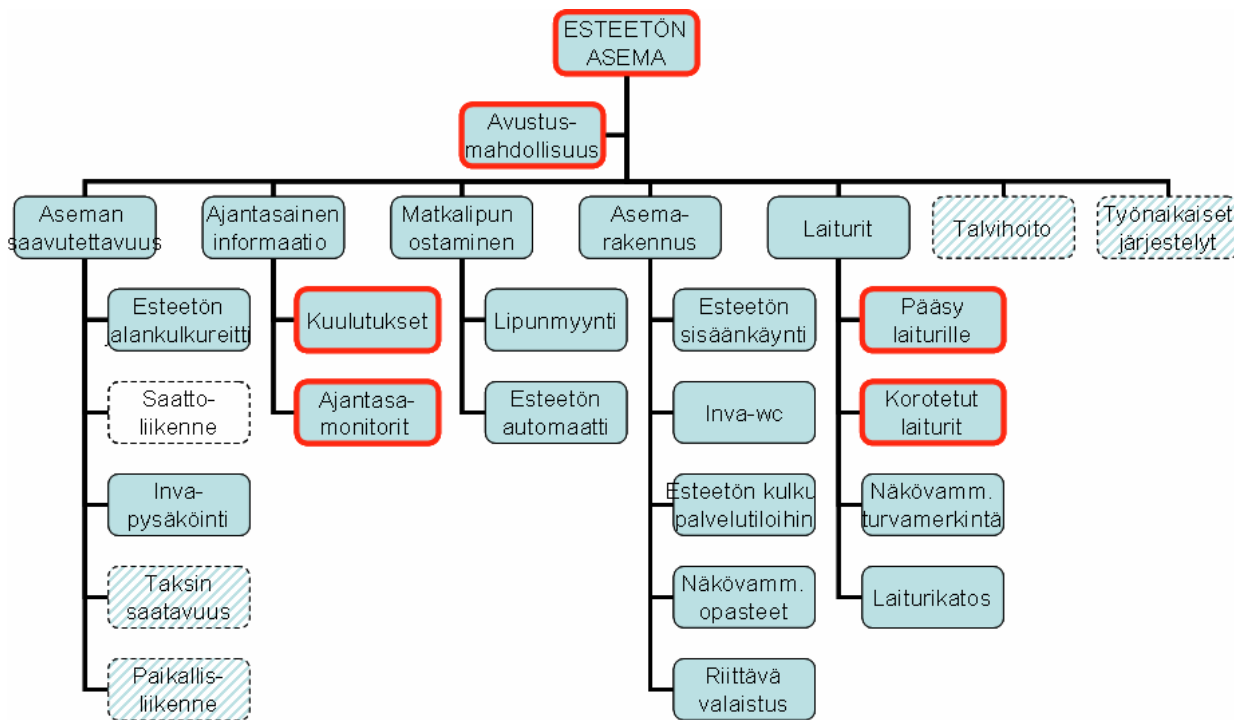 ESTEETÖN
ASEMA
Avustus-
mahdollisuus
Aseman
saavutettavuus
Ajantasainen
informaatio
Matkalipun
ostaminen
Asema-
rakennus
Laiturit
Talvihoito
Työnaikaiset
järjestelyt
Esteetön
jalankulkureitti
Saatto-
liikenne
Inva-
pysäköinti
Taksin
saatavuus
Paikallis-
liikenne
Kuulutukset
Ajantasa-
monitorit
Lipunmyynti
Esteetön
automaatti
Esteetön
sisäänkäynti
Inva-wc
Esteetön kulku
palvelutiloihin
Näkövamm.
opasteet
Riittävä
valaistus
Pääsy
laiturille
Korotetut
laiturit
Näkövamm.
turvamerkintä
Laiturikatos